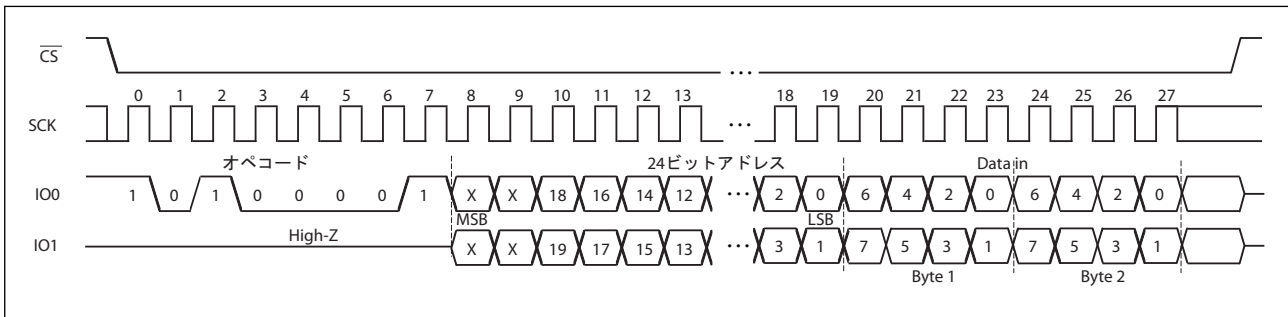 CS ...
0 1 2 3 4 5 6 7 8 9 10 11 12 13 18 19 20 21 22 23 24 25 26 27
SCK ...
オペコード 24ビットアドレス Data in
IO0 1 0 1 0 0 0 0 1 X X 18 16 14 12 ... 2 0 6 4 2 0 6 4 2 0
MSB LSB
High-Z
IO1 X X 19 17 15 13 ... 3 1 7 5 3 1 7 5 3 1
Byte 1 Byte 2